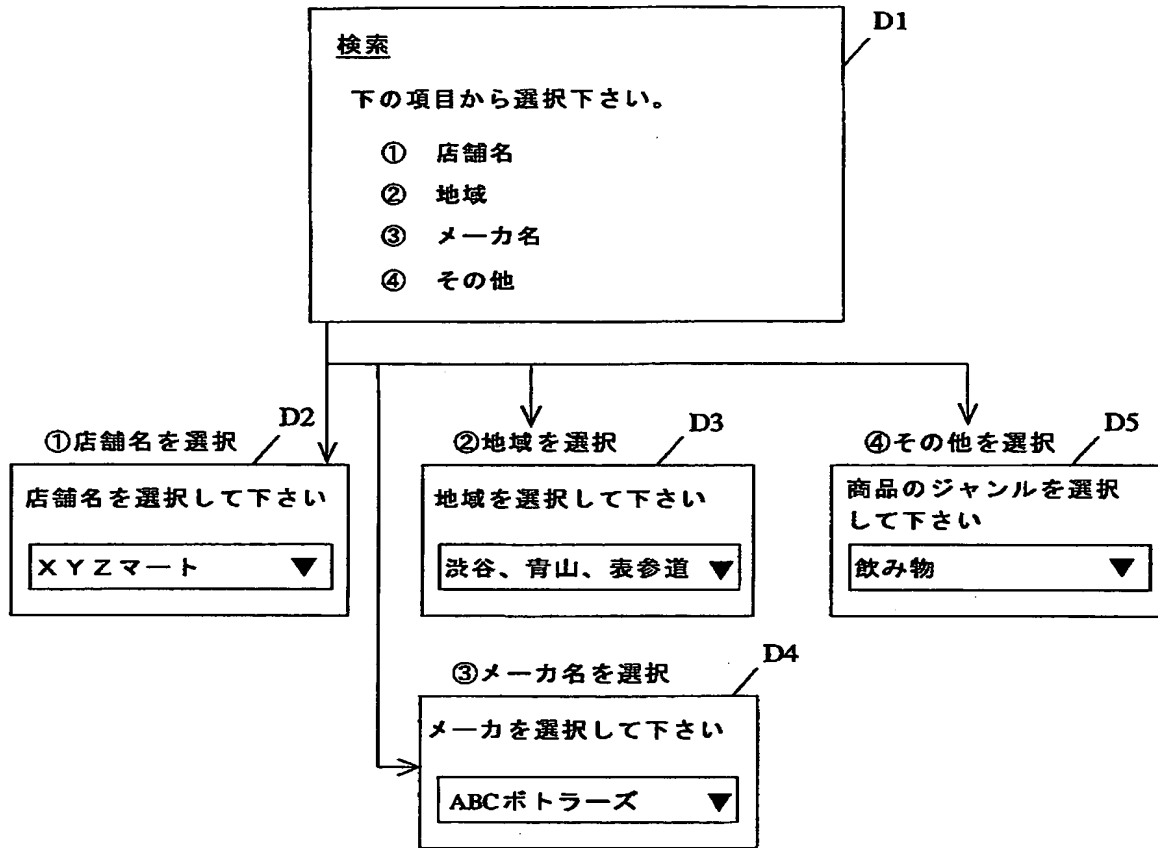 D1
検索
下の項目から選択下さい。
① 店舗名
② 地域
③ メーカ名
④ その他
①店舗名を選択
D2
店舗名を選択して下さい
XYZマート ▼
②地域を選択
D3
地域を選択して下さい
渋谷、青山、表参道 ▼
④その他を選択
D5
商品のジャンルを選択
して下さい
飲み物 ▼
③メーカ名を選択
D4
メーカを選択して下さい
ABCボトラーズ ▼